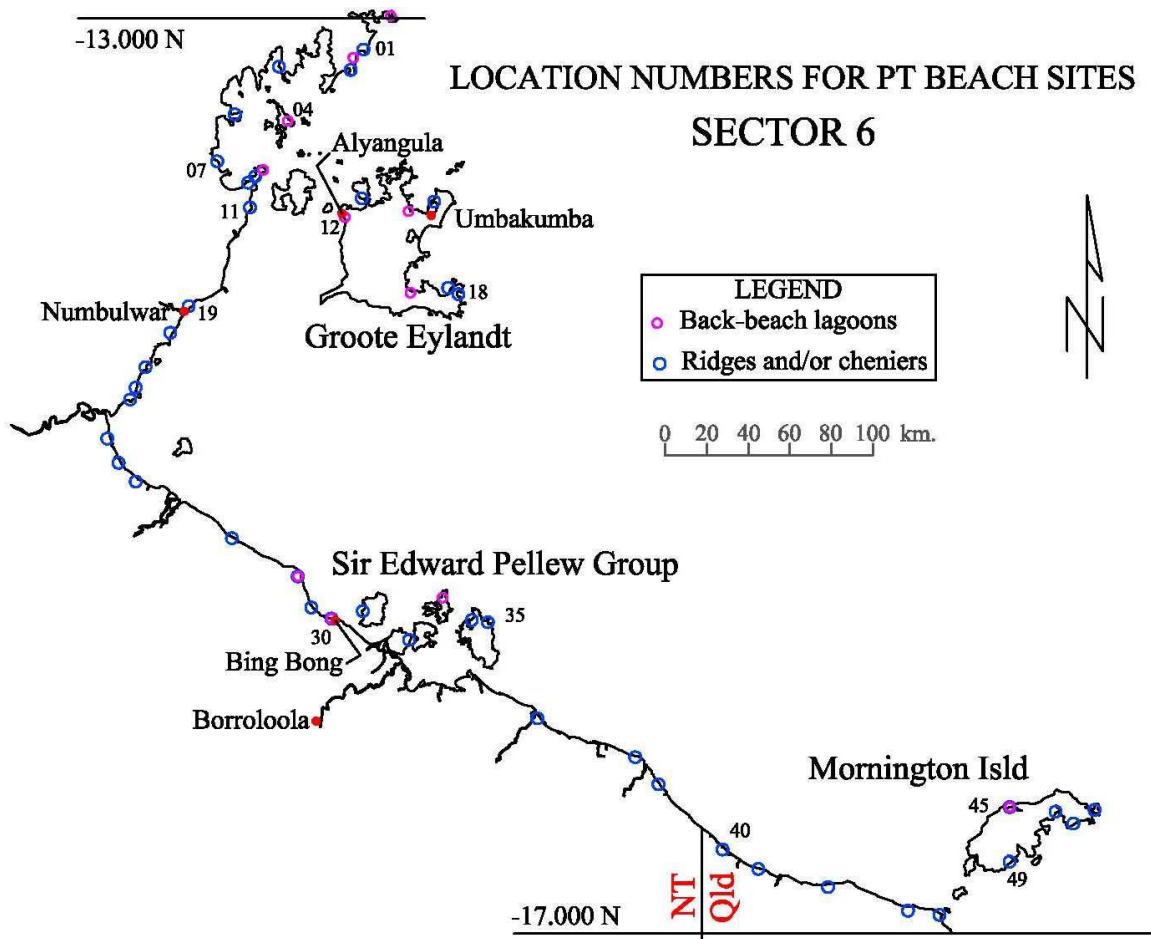 -13.000 N
01
LOCATION NUMBERS FOR PT BEACH SITES
SECTOR 6
04
Alyangula
07
11
12
Umbakumba
18
Numbulwar
19
Groote Eylandt
LEGEND
Back-beach lagoons
Ridges and/or cheniers
N
0 20 40 60 80 100 km.
Sir Edward Pellew Group
35
30
Bing Bong
Borroloola
Mornington Isld
45
40
49
NT
Qld
-17.000 N